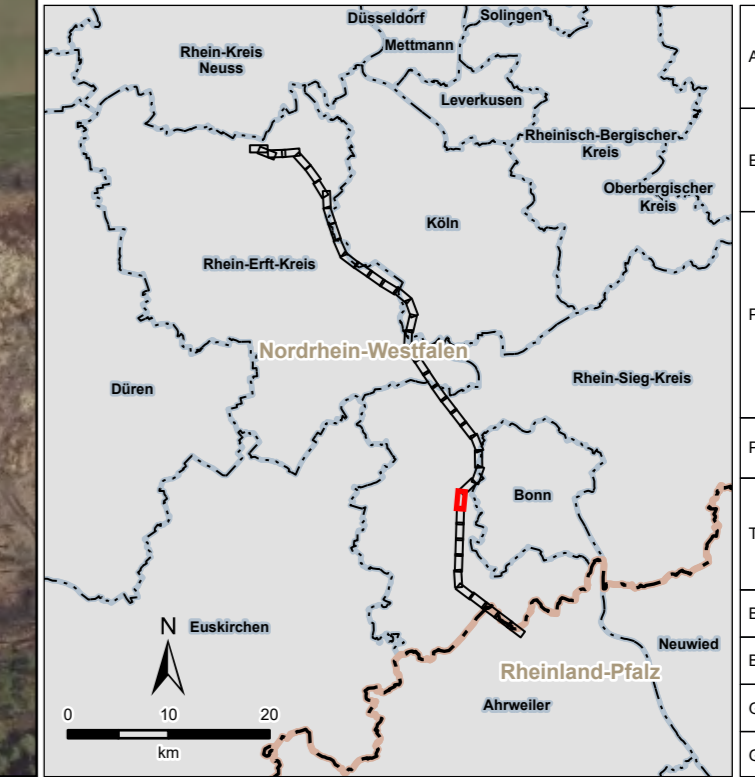 Düsseldorf
Solingen
Mettmann
Rhein-Kreis
Neuss
Leverkusen
Rheinisch-Bergischer
Kreis
Oberbergischer
Kreis
Köln
Rhein-Erft-Kreis
Nordrhein-Westfalen
Düren
Rhein-Sieg-Kreis
Bonn
N
Euskirchen
Neuwied
Rheinland-Pfalz
Ahrweiler
0 10 20
km